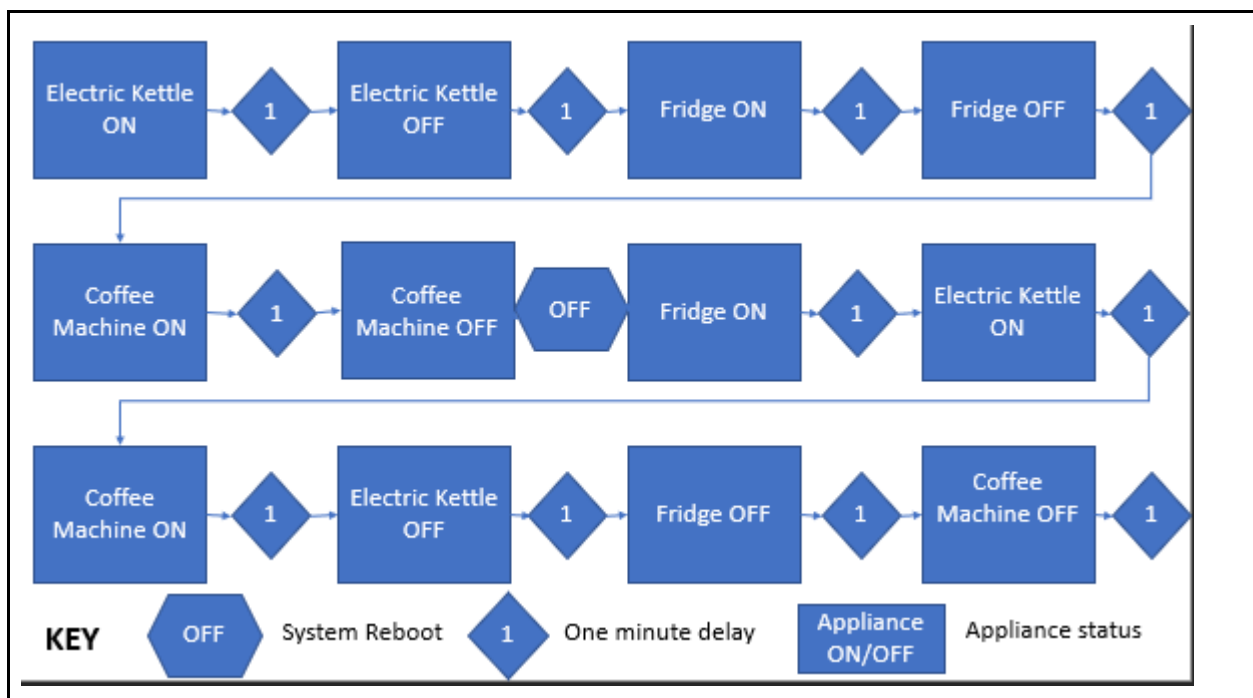 Electric Kettle
ON
1
Electric Kettle
OFF
1
Fridge ON
1
Fridge OFF
1
Coffee
Machine ON
1
Coffee
Machine OFF
OFF
Fridge ON
1
Electric Kettle
ON
1
Coffee
Machine ON
1
Electric Kettle
OFF
1
Fridge OFF
1
Coffee
Machine OFF
1
KEY
OFF
System Reboot
1
One minute delay
Appliance
ON/OFF
Appliance status